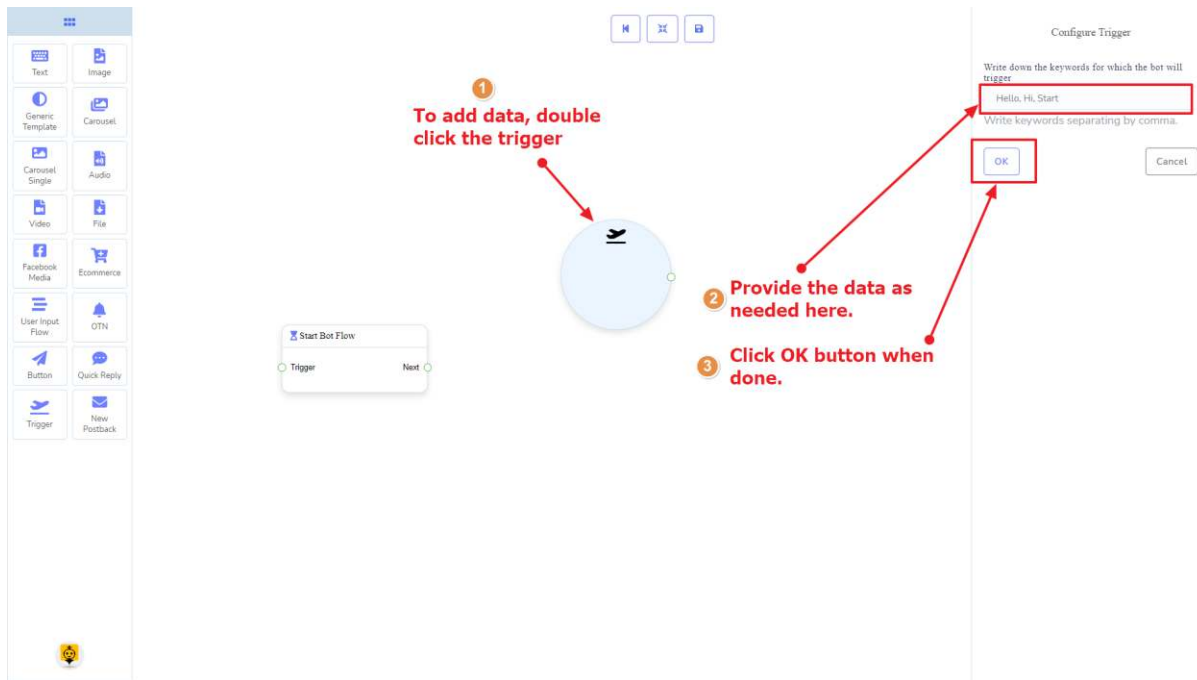 Text
Image
Generic
Template
Carousel
Carousel
Single
Audio
Video
File
Facebook
Media
Ecommerce
User Input
Flow
OTN
Button
Quick Reply
Trigger
New
Postback
1
To add data, double
click the trigger
Start Bot Flow
Trigger
Next
2
Provide the data as
needed here.
3
Click OK button when
done.
Configure Trigger
Write down the keywords for which the bot will
trigger
Hello, Hi, Start
Write keywords separating by comma.
OK
Cancel